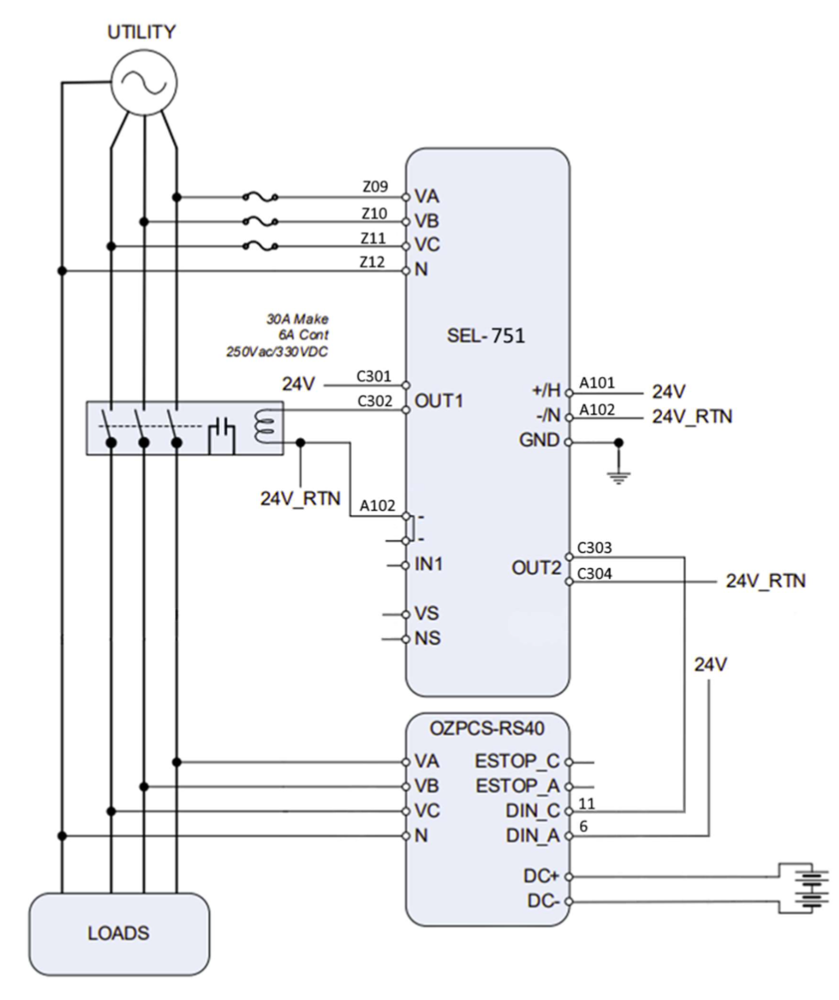 UTILITY
Z09
VA
Z10
VB
Z11
VC
Z12
N
30A Make
6A Cont
250Vac/330VDC
SEL-751
24V
C301
C302
OUT1
+/H
A101
24V
-/N
A102
24V_RTN
GND
24V_RTN
A102
-
-
IN1
OUT2
C303
C304
24V_RTN
VS
NS
24V
OZPCS-RS40
VA
ESTOP_C
VB
ESTOP_A
VC
DIN_C
11
N
DIN_A
6
DC+
DC-
LOADS